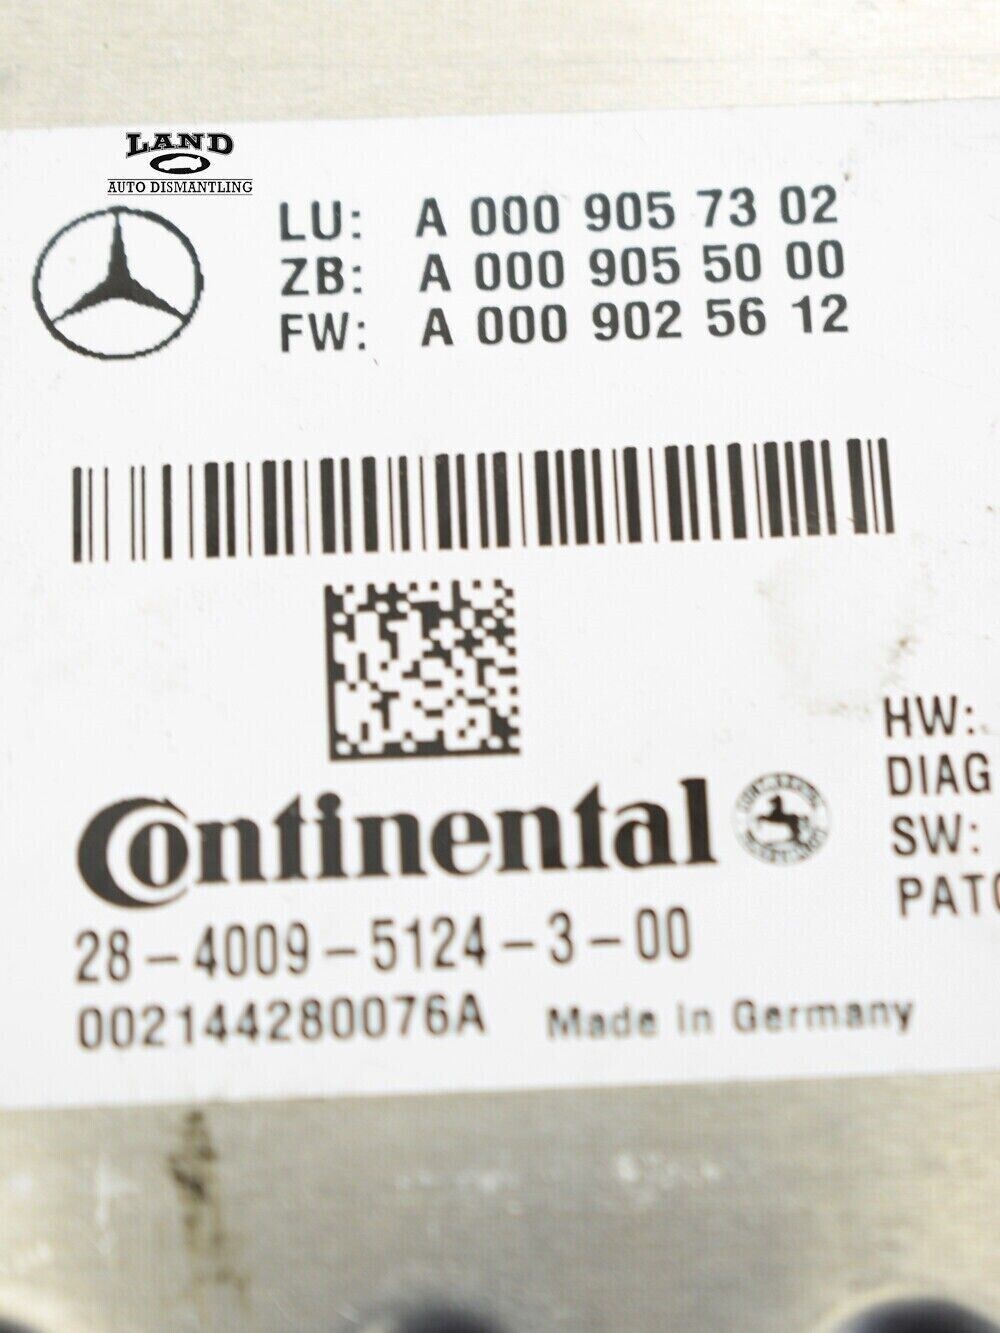 LAND
AUTO DISMANTLING
LU: A 000 905 73 02
ZB: A 000 905 50 00
FW: A 000 902 56 12
Continental
28-4009-5124-3-00
002144280076A Made in Germany
HW:
DIAG
SW:
PATC